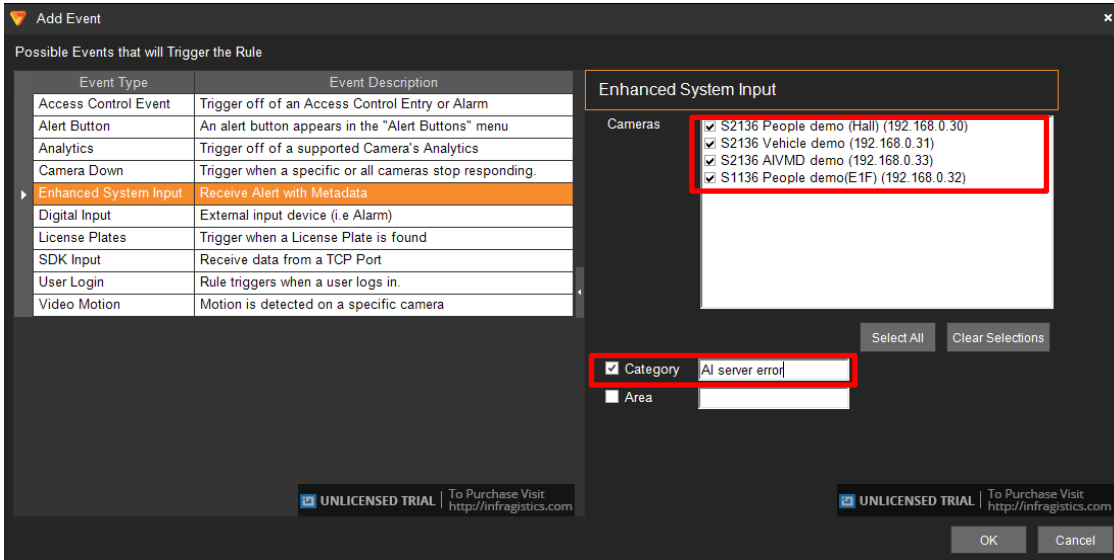 Add Event
Possible Events that will Trigger the Rule
Event Type Event Description
Access Control Event Trigger off of an Access Control Entry or Alarm
Alert Button An alert button appears in the "Alert Buttons" menu
Analytics Trigger off of a supported Camera's Analytics
Camera Down Trigger when a specific or all cameras stop responding.
Enhanced System Input Receive Alert with Metadata
Digital Input External input device (i.e Alarm)
License Plates Trigger when a License Plate is found
SDK Input Receive data from a TCP Port
User Login Rule triggers when a user logs in.
Video Motion Motion is detected on a specific camera
UNLICENSED TRIAL To Purchase Visit
http://infragistics.com
Enhanced System Input
Cameras
S2136 People demo (Hall) (192.168.0.30)
S2136 Vehicle demo (192.168.0.31)
S2136 AIVMD demo (192.168.0.33)
S1136 People demo(E1F) (192.168.0.32)
Select All Clear Selections
Category AI server error
Area
UNLICENSED TRIAL To Purchase Visit
http://infragistics.com
OK Cancel